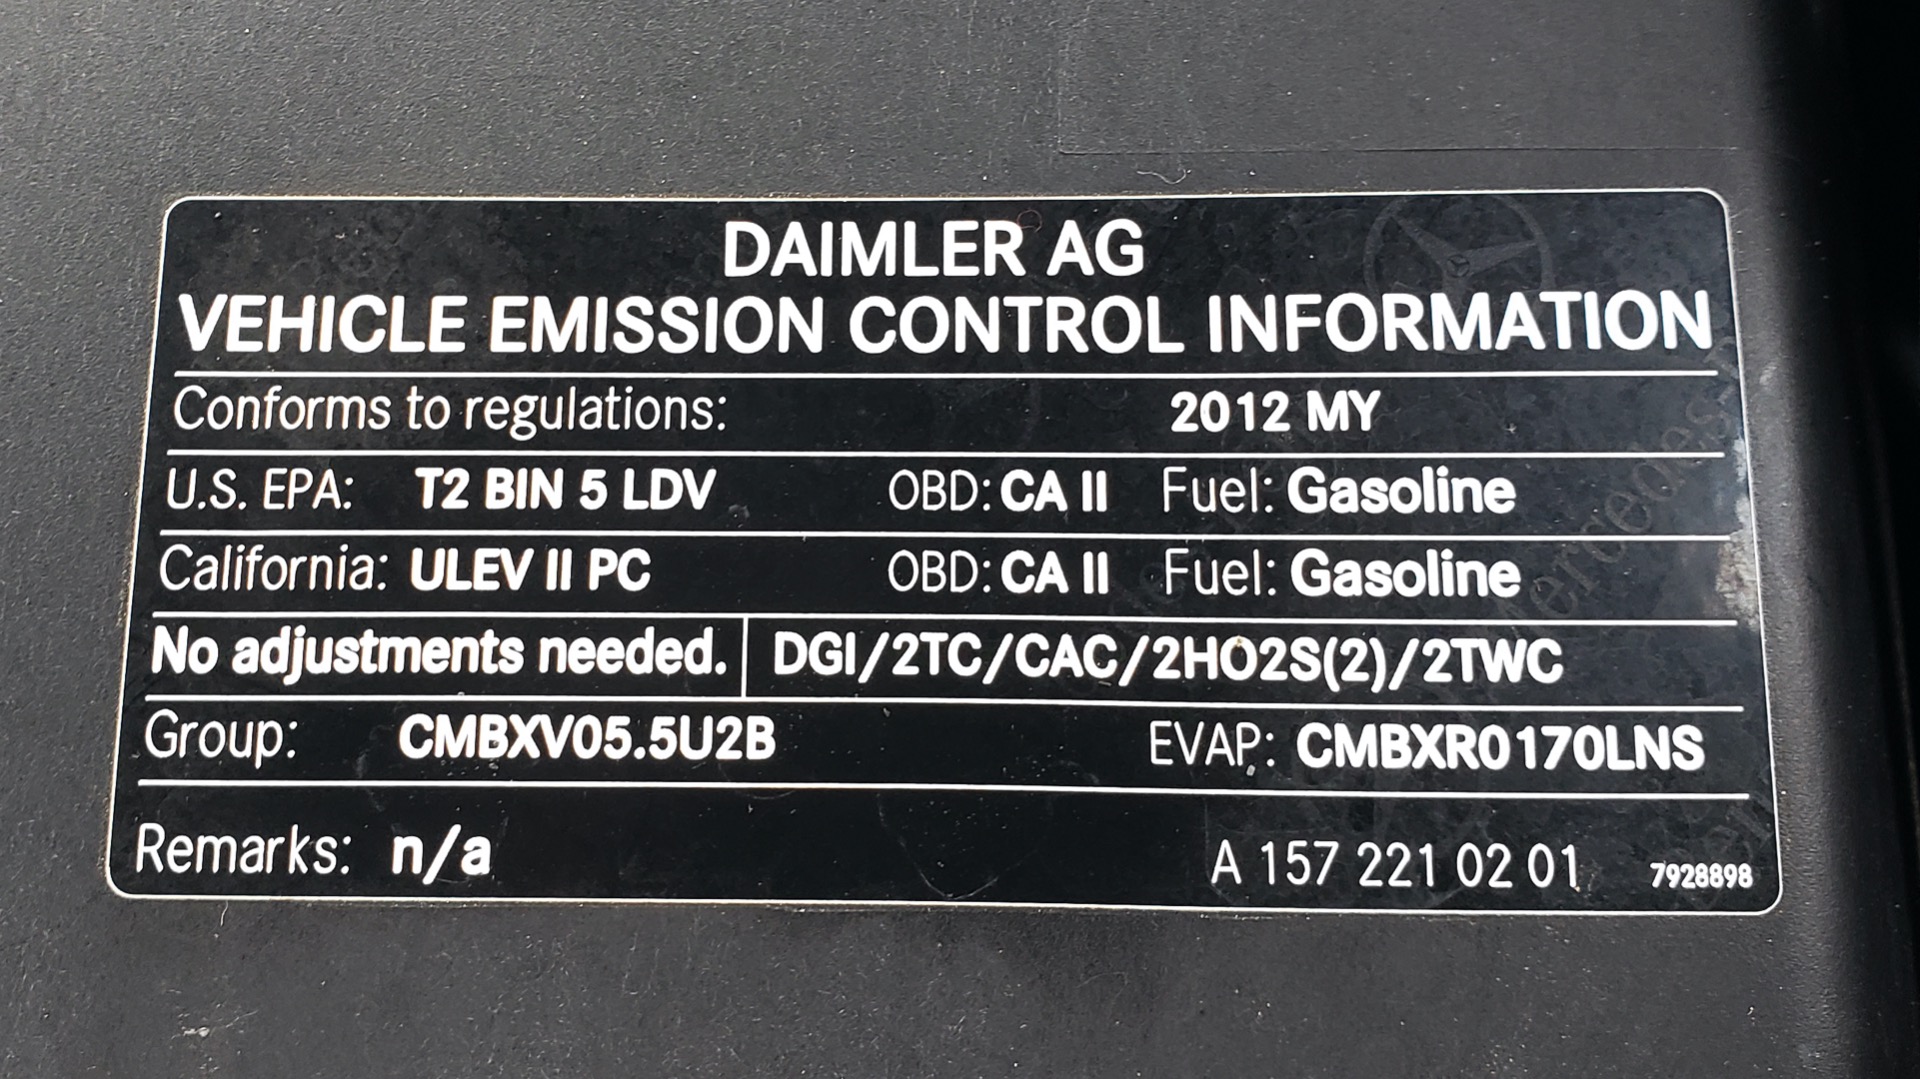 DAIMLER AG
VEHICLE EMISSION CONTROL INFORMATION
Conforms to regulations: 2012 MY
U.S. EPA: T2 BIN 5 LDV OBD: CA II Fuel: Gasoline
California: ULEV II PC OBD: CA II Fuel: Gasoline
No adjustments needed. DGI/2TC/CAC/2HO2S(2)/2TWC
Group: CMBXV05.5U2B EVAP: CMBXR0170LNS
Remarks: n/a A 157 221 02 01 7928898